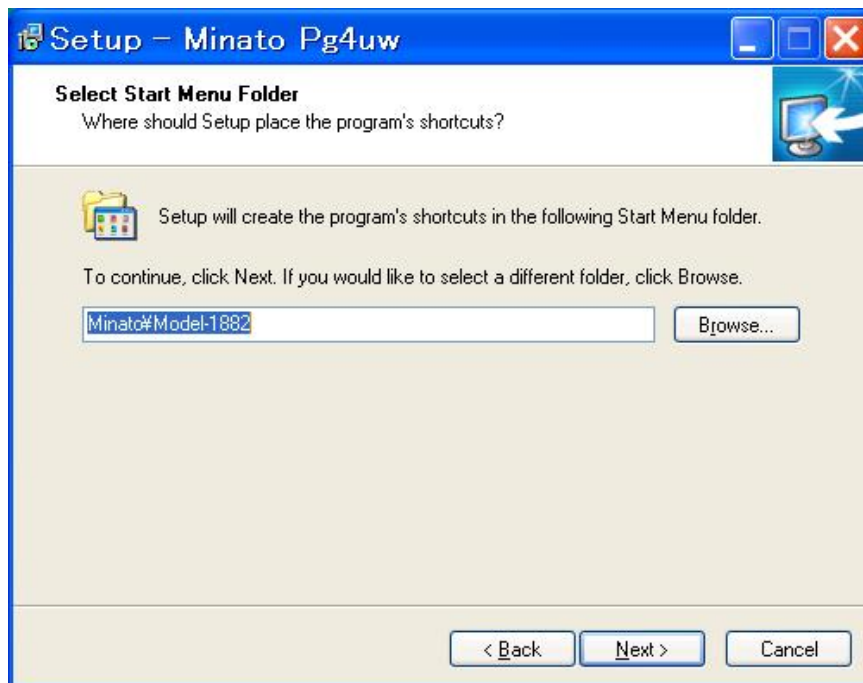 Setup - Minato Pg4uw
Select Start Menu Folder
Where should Setup place the program's shortcuts?
Setup will create the program's shortcuts in the following Start Menu folder.
To continue, click Next. If you would like to select a different folder, click Browse.
Minato¥Model-1882
Browse...
< Back
Next >
Cancel